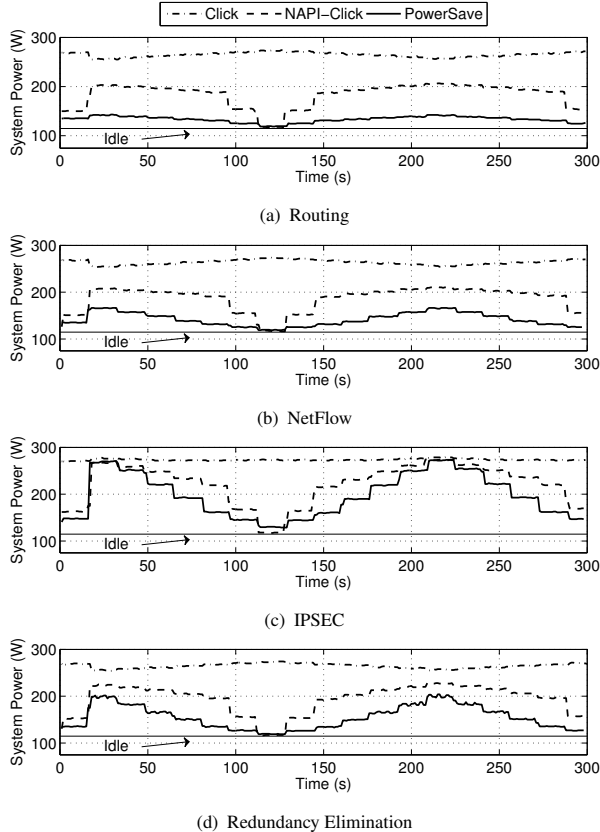 Click NAPI-Click PowerSave
System Power (W)
300
200
100
Idle
0 50 100 150 200 250 300
Time (s)
(a) Routing
System Power (W)
300
200
100
Idle
0 50 100 150 200 250 300
Time (s)
(b) NetFlow
System Power (W)
300
200
100
Idle
0 50 100 150 200 250 300
Time (s)
(c) IPSEC
System Power (W)
300
200
100
Idle
0 50 100 150 200 250 300
Time (s)
(d) Redundancy Elimination